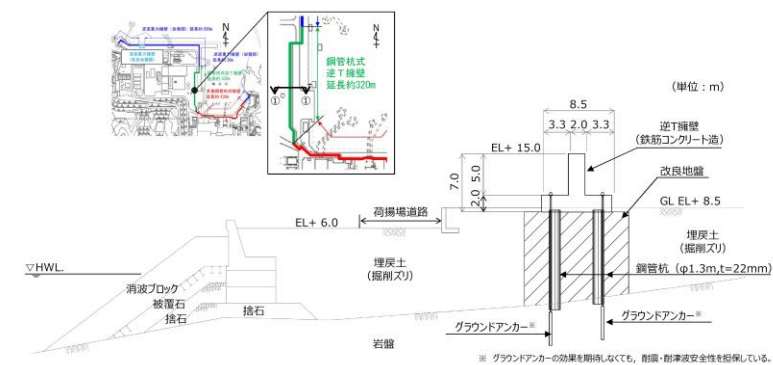 N
N
鋼管杭式
逆T擁壁
延長約320m
①
①
(単位:m)
8.5
3.3 2.0 3.3
逆T擁壁
(鉄筋コンクリート造)
EL+ 15.0
改良地盤
7.0
5.0
2.0
GL EL+ 8.5
荷揚場道路
EL+ 6.0
埋戻土
(掘削ズリ)
埋戻土
(掘削ズリ)
▽HWL.
鋼管杭(φ1.3m,t=22mm)
消波ブロック
被覆石
捨石
捨石
グラウンドアンカー※
グラウンドアンカー※
岩盤
※ グラウンドアンカーの効果を期待しなくても、耐震・耐津波安全性を担保している。